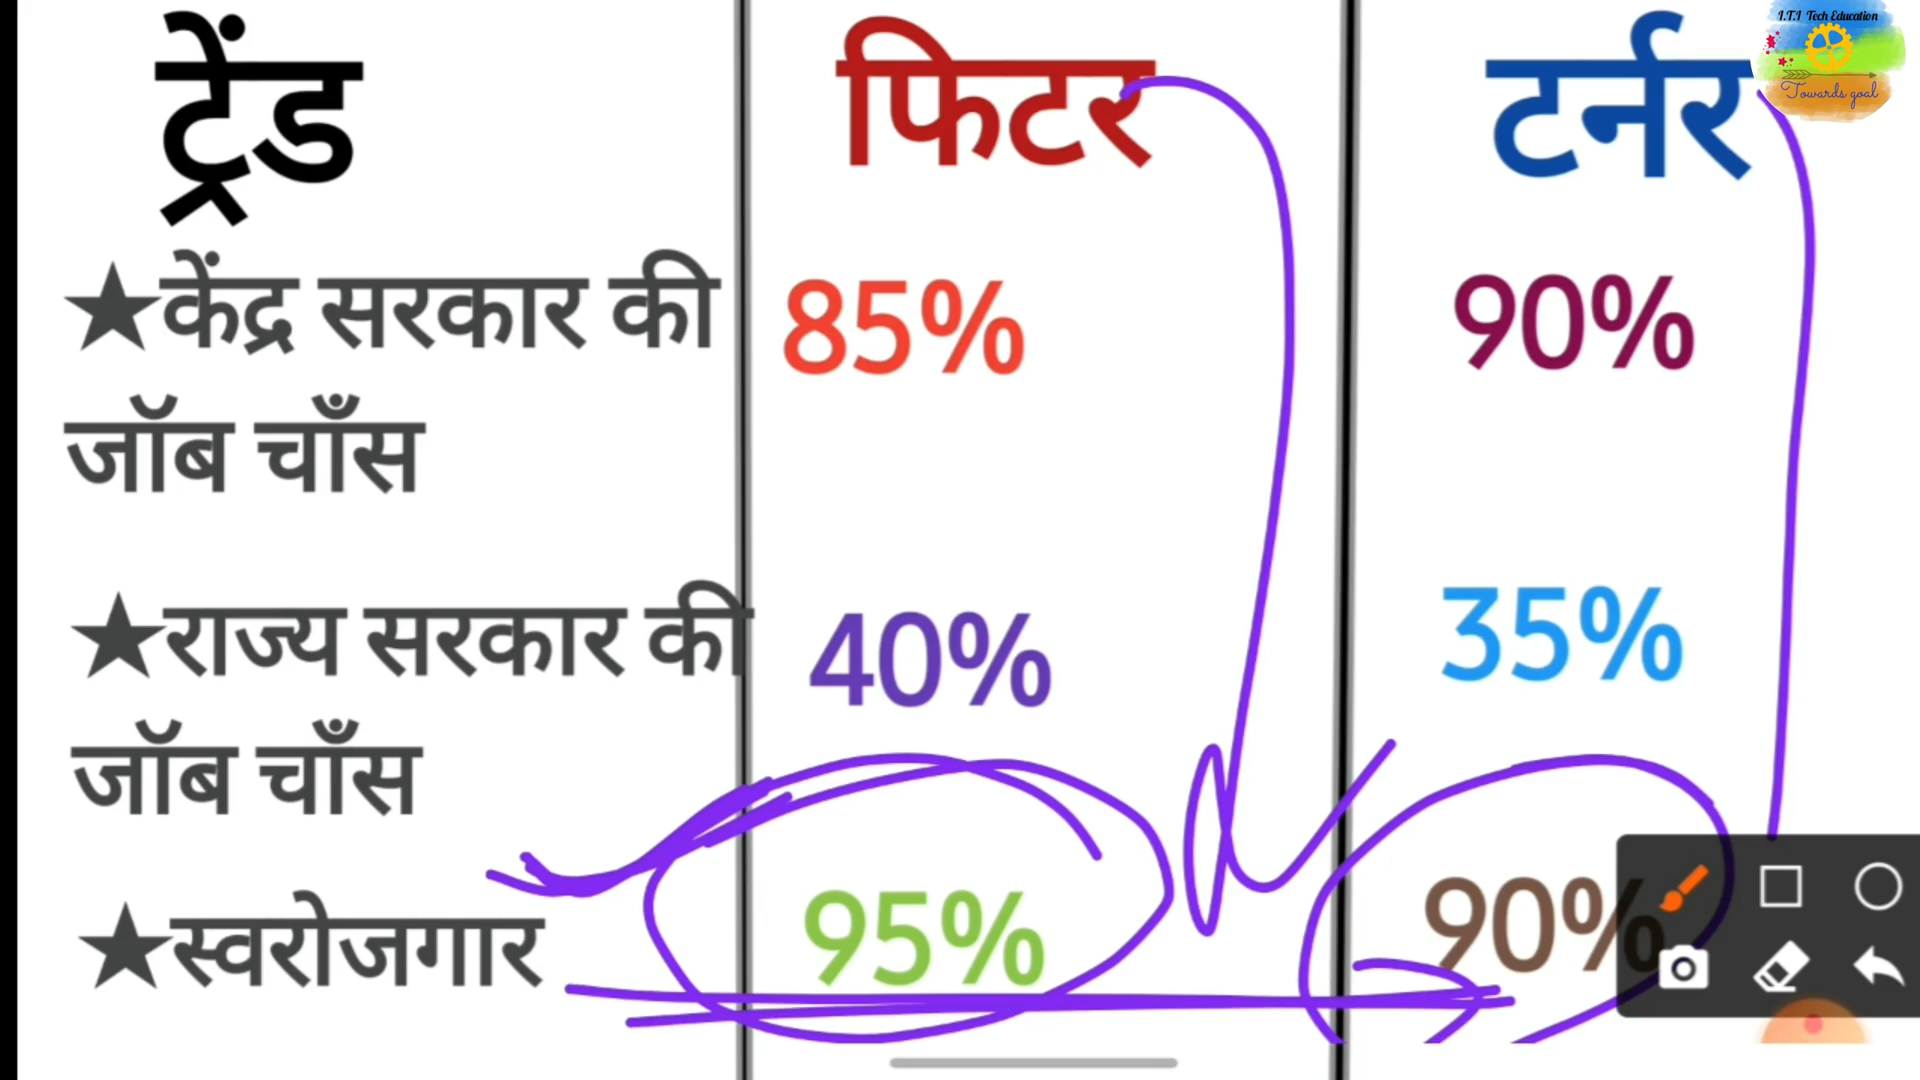 ट्रेंड फिटर टर्नर
I.T.I Tech Education
Towards goal
★केंद्र सरकार की 85% 90%
जॉब चाँस
★राज्य सरकार की 40% 35%
जॉब चाँस
★स्वरोजगार 95% 90%